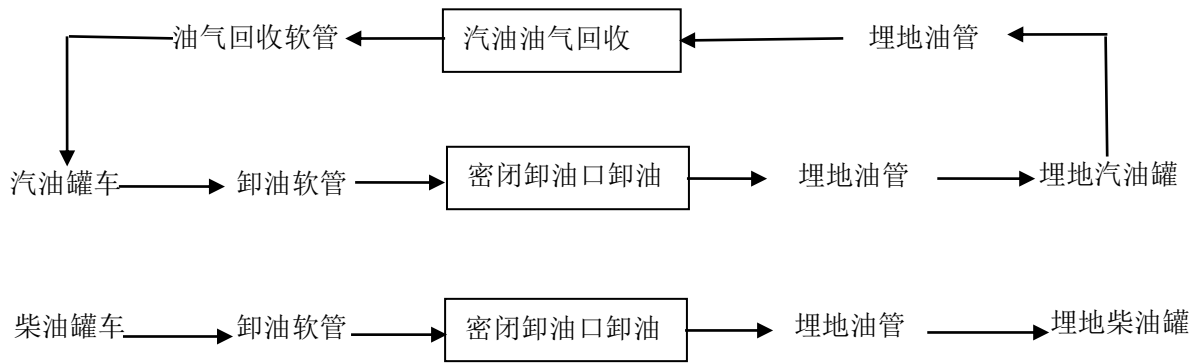 油气回收软管 汽油油气回收 埋地油管
汽油罐车 卸油软管 密闭卸油口卸油 埋地油管 埋地汽油罐
柴油罐车 卸油软管 密闭卸油口卸油 埋地油管 埋地柴油罐